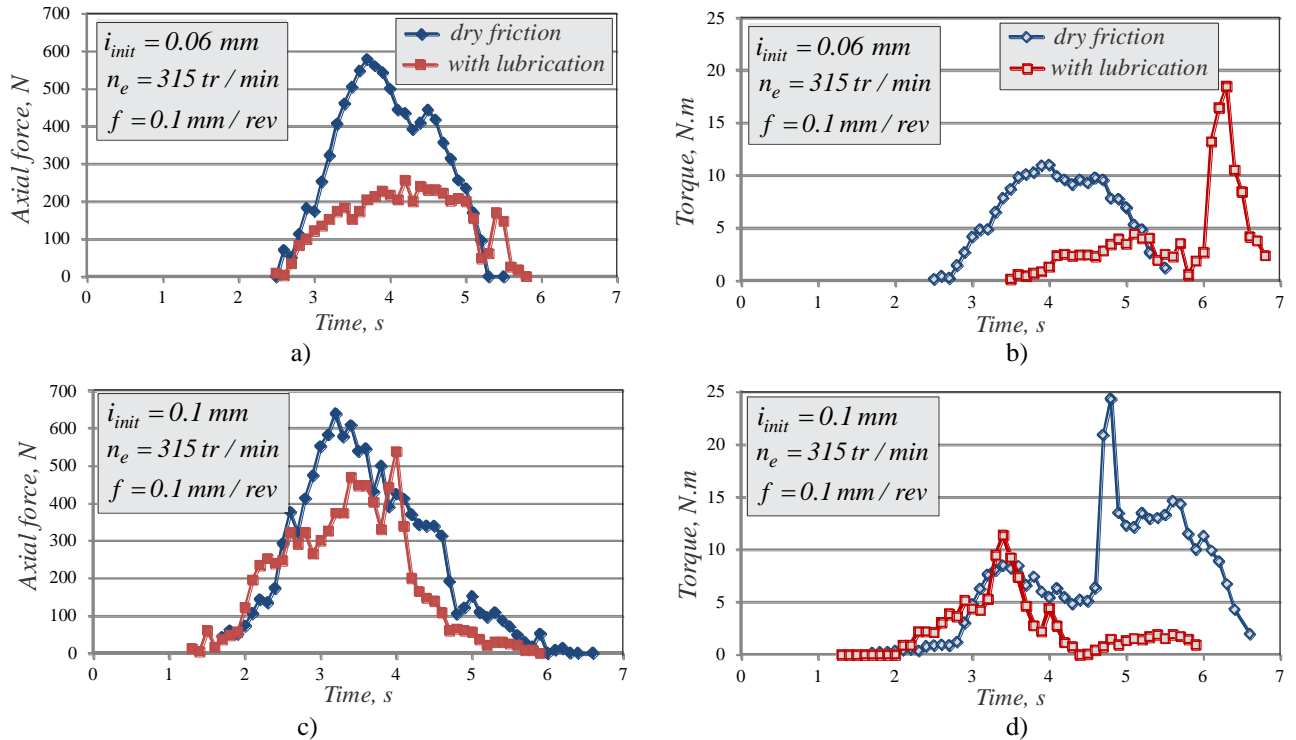 700
600
500
400
300
200
100
0
Axial force, N
i_init = 0.06 mm
n_e = 315 tr / min
f = 0.1 mm / rev
dry friction
with lubrication
0 1 2 3 4 5 6 7
Time, s
a)
25
20
15
10
5
0
Torque, N.m
i_init = 0.06 mm
n_e = 315 tr / min
f = 0.1 mm / rev
dry friction
with lubrication
0 1 2 3 4 5 6 7
Time, s
b)
700
600
500
400
300
200
100
0
Axial force, N
i_init = 0.1 mm
n_e = 315 tr / min
f = 0.1 mm / rev
0 1 2 3 4 5 6 7
Time, s
c)
25
20
15
10
5
0
Torque, N.m
i_init = 0.1 mm
n_e = 315 tr / min
f = 0.1 mm / rev
0 1 2 3 4 5 6 7 8
Time, s
d)